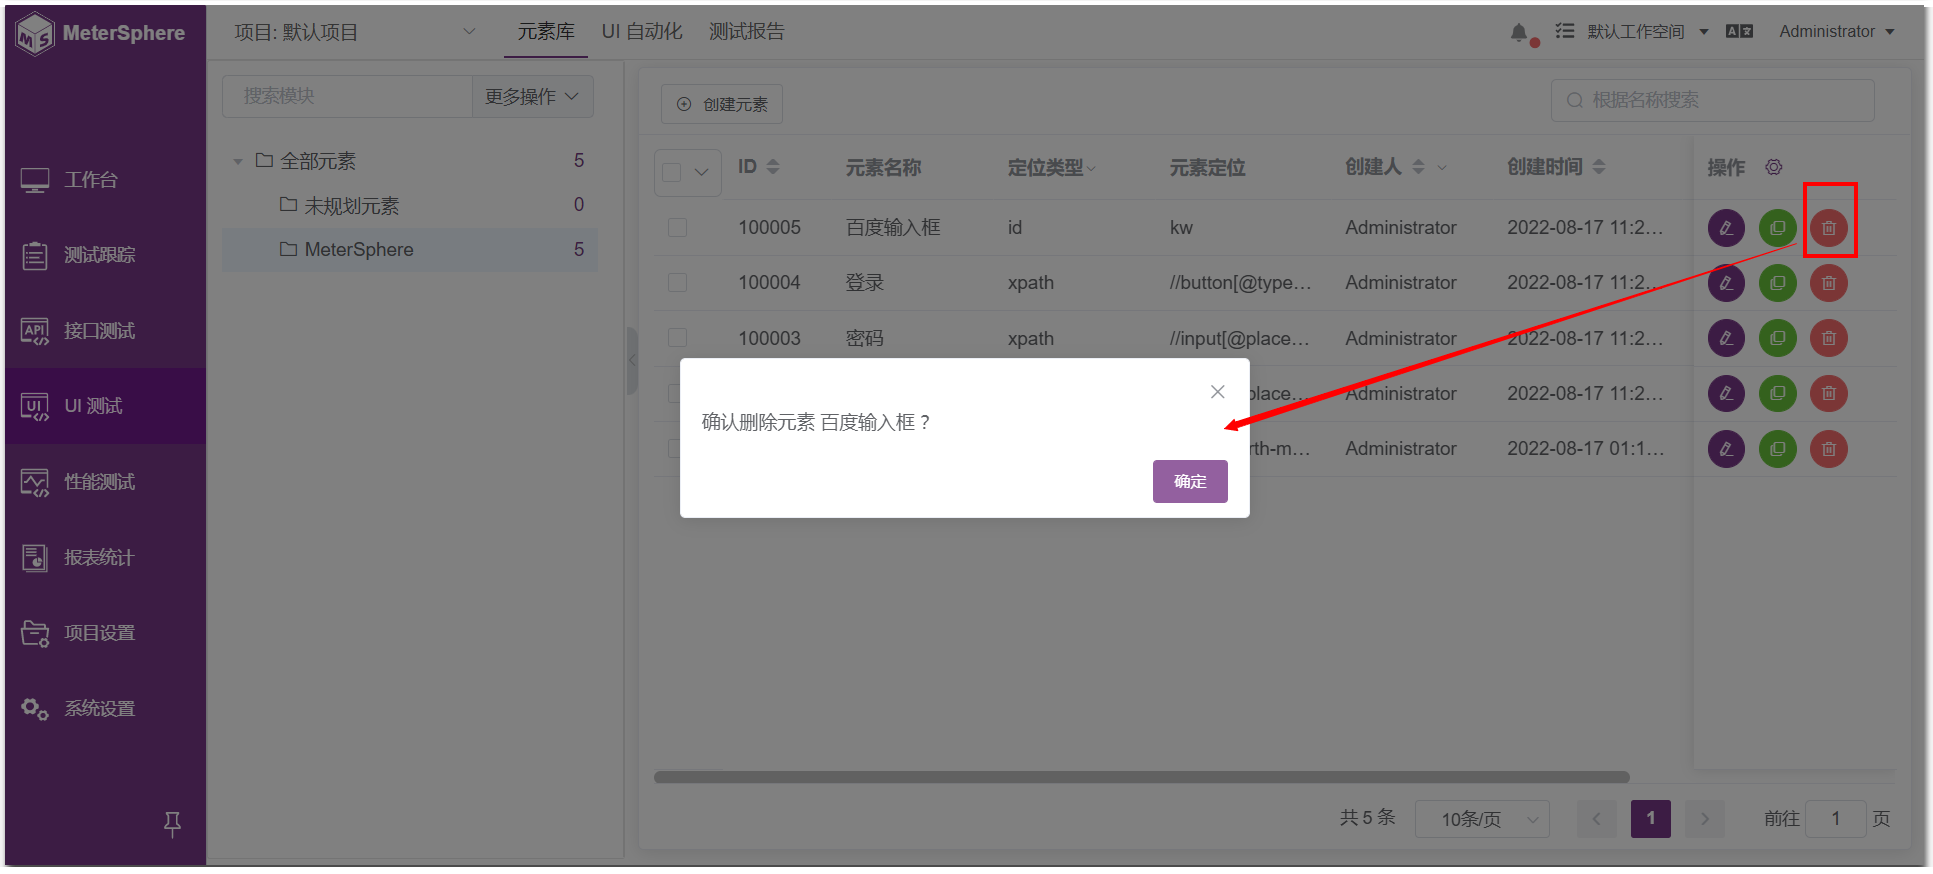 MeterSphere
项目: 默认项目
元素库
UI 自动化
测试报告
默认工作空间
Administrator
工作台
测试跟踪
接口测试
UI 测试
性能测试
报表统计
项目设置
系统设置
搜索模块
更多操作
全部元素 5
未规划元素 0
MeterSphere 5
创建元素
根据名称搜索
ID 元素名称 定位类型 元素定位 创建人 创建时间 操作
100005 百度输入框 id kw Administrator 2022-08-17 11:2...
100004 登录 xpath //button[@type... Administrator 2022-08-17 11:2...
100003 密码 xpath //input[@place... Administrator 2022-08-17 11:2...
place... Administrator 2022-08-17 11:2...
rth-m... Administrator 2022-08-17 01:1...
确认删除元素 百度输入框？
确定
共 5 条
10条/页
1
前往 1 页